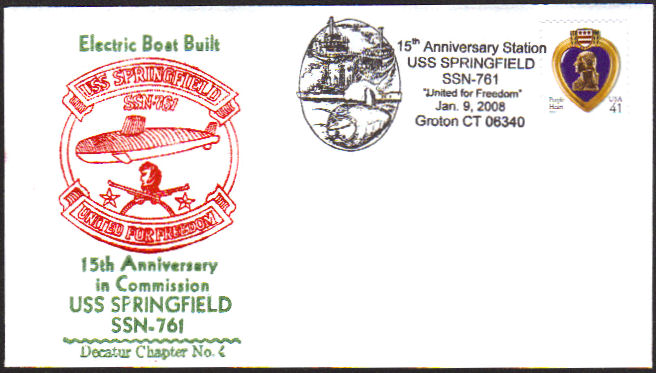 Electric Boat Built
USS SPRINGFIELD
SSN-761
UNITED FOR FREEDOM
15th Anniversary
in Commission
USS SPRINGFIELD
SSN-761
Decatur Chapter No.
15th Anniversary Station
USS SPRINGFIELD
SSN-761
"United for Freedom"
Jan. 9, 2008
Groton CT 06340
Purple
Heart
USA
41